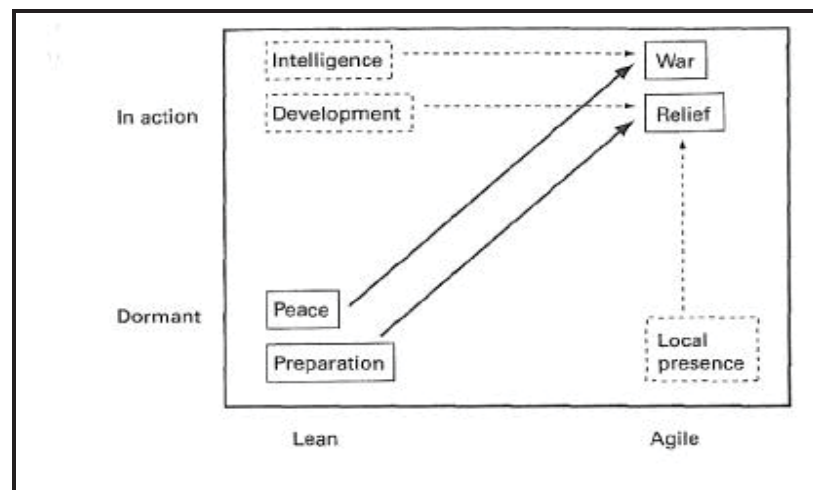 Intelligence
War
In action
Development
Relief
Dormant
Peace
Preparation
Local
presence
Lean
Agile